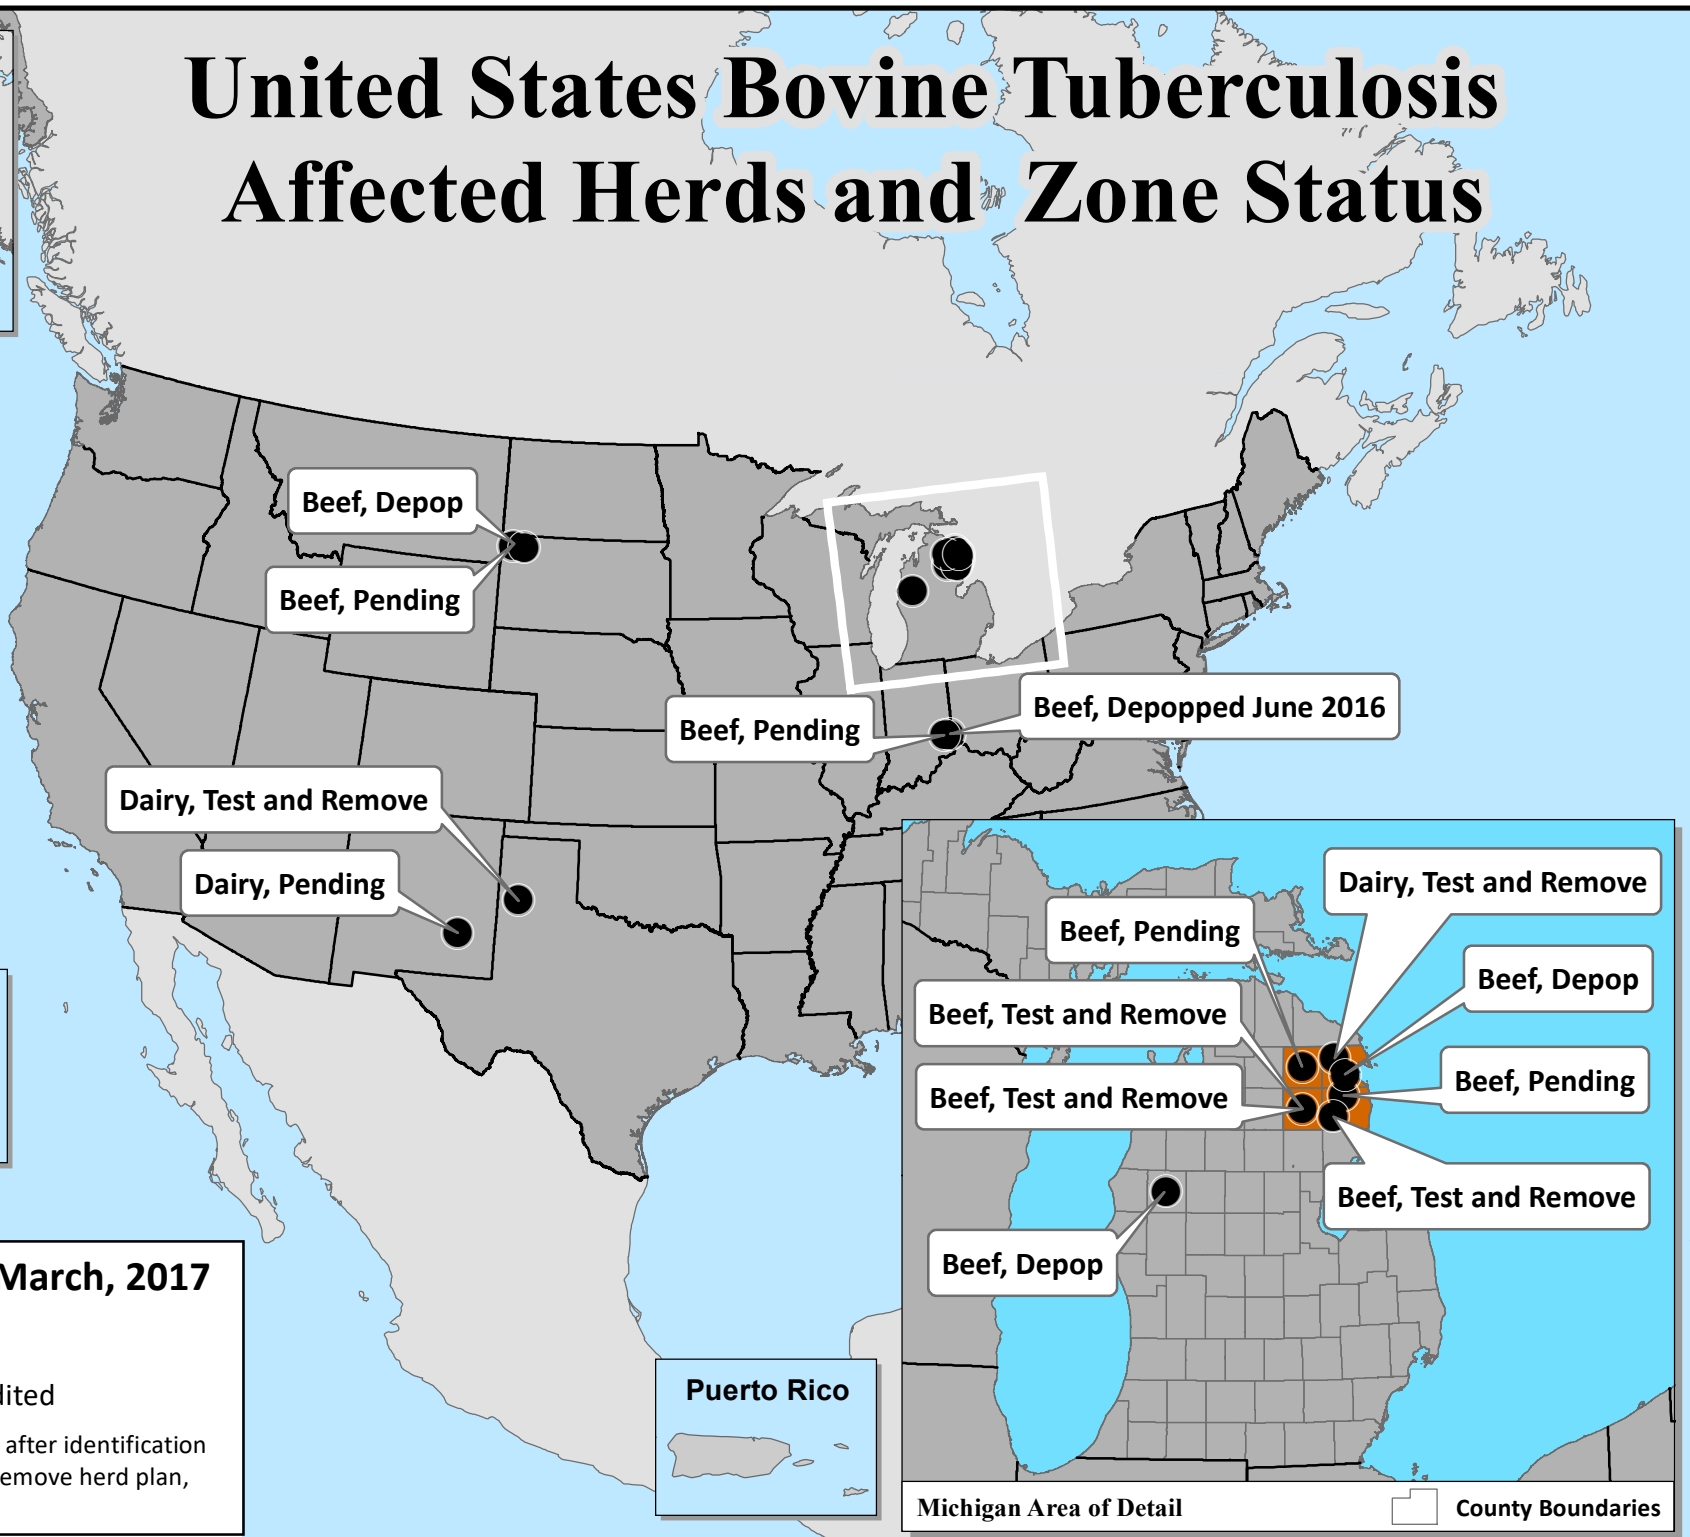 United States Bovine Tuberculosis
Affected Herds and Zone Status
Beef, Depop
Beef, Pending
Beef, Pending
Beef, Depopped June 2016
Dairy, Test and Remove
Dairy, Pending
Dairy, Test and Remove
Beef, Pending
Beef, Depop
Beef, Test and Remove
Beef, Pending
Beef, Test and Remove
Beef, Test and Remove
Beef, Depop
March, 2017
after identification
remove herd plan,
Puerto Rico
Michigan Area of Detail
County Boundaries